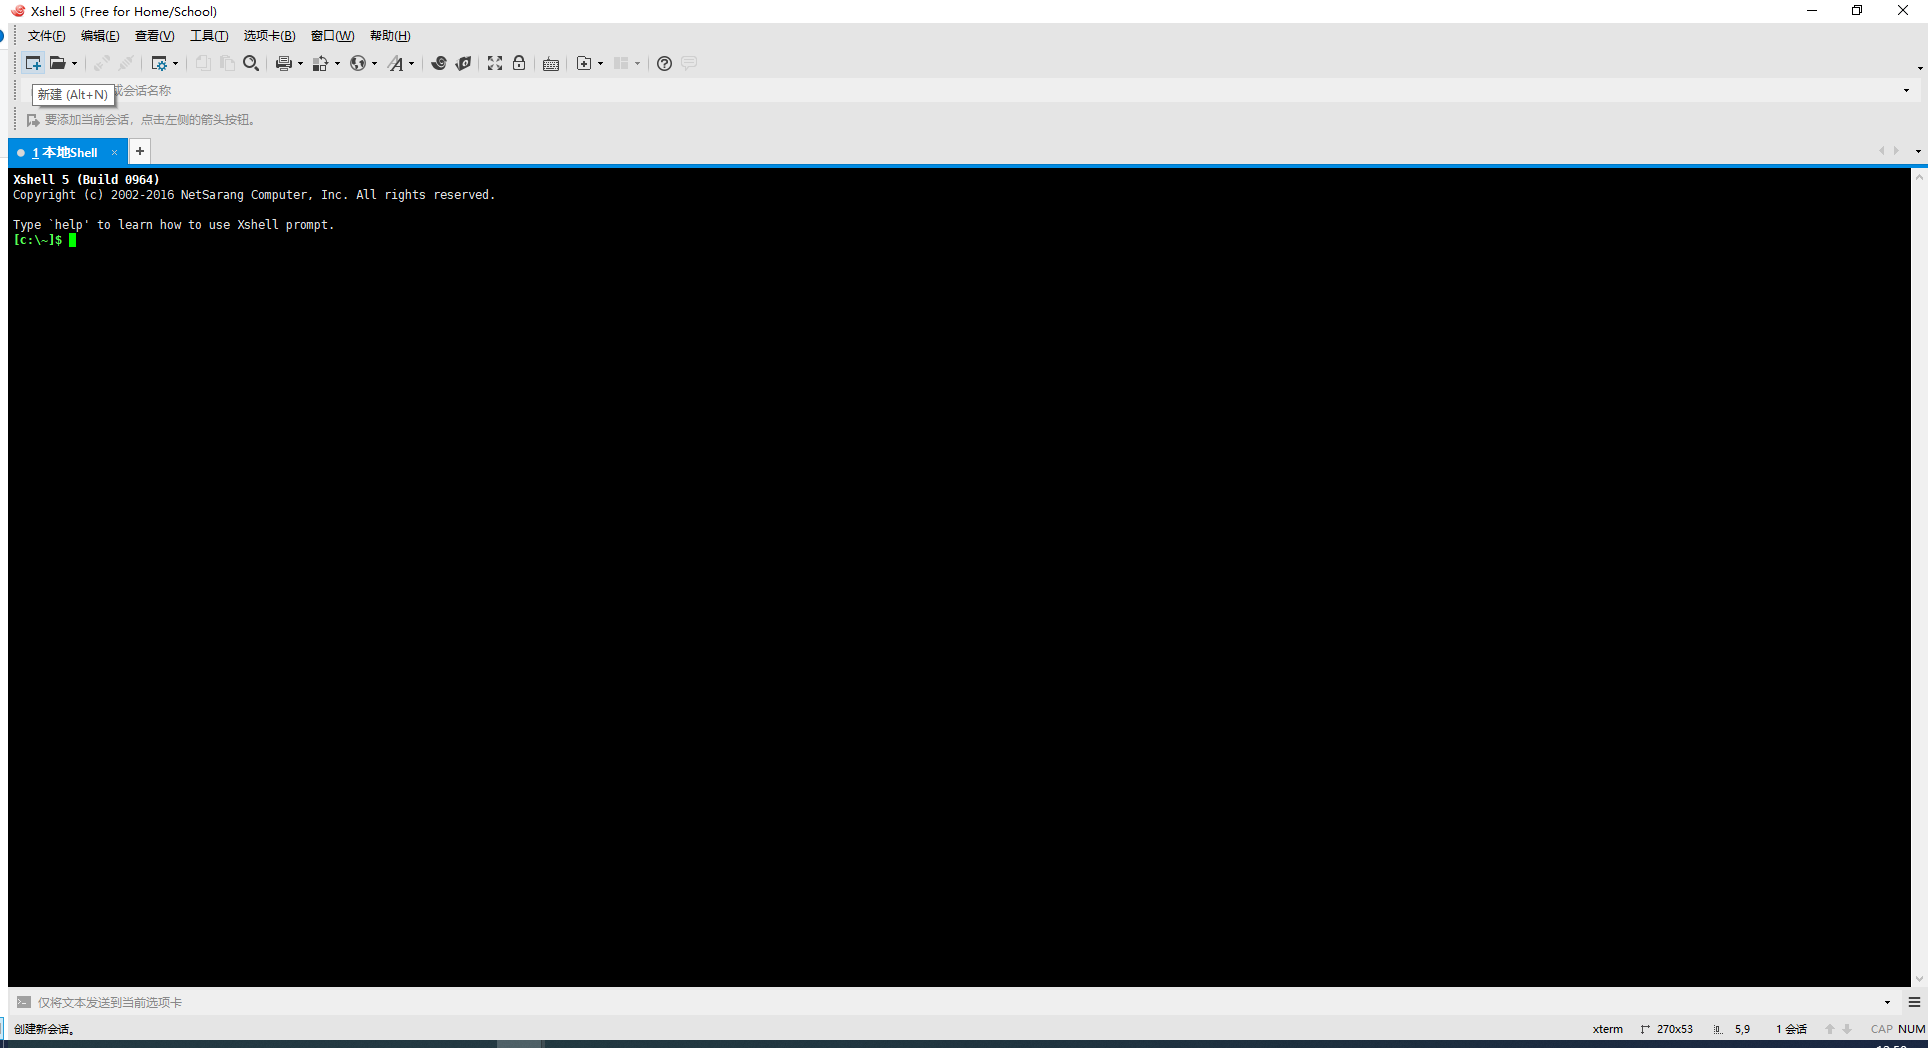 Xshell 5 (Free for Home/School)
文件(F) 编辑(E) 查看(V) 工具(T) 选项卡(B) 窗口(W) 帮助(H)
新建 (Alt+N)
或会话名称
要添加当前会话，点击左侧的箭头按钮。
1 本地Shell × +
Xshell 5 (Build 0964)
Copyright (c) 2002-2016 NetSarang Computer, Inc. All rights reserved.
Type `help' to learn how to use Xshell prompt.
[c:\~]$
仅将文本发送到当前选项卡
创建新会话。 xterm 270x53 5,9 1 会话 CAP NUM